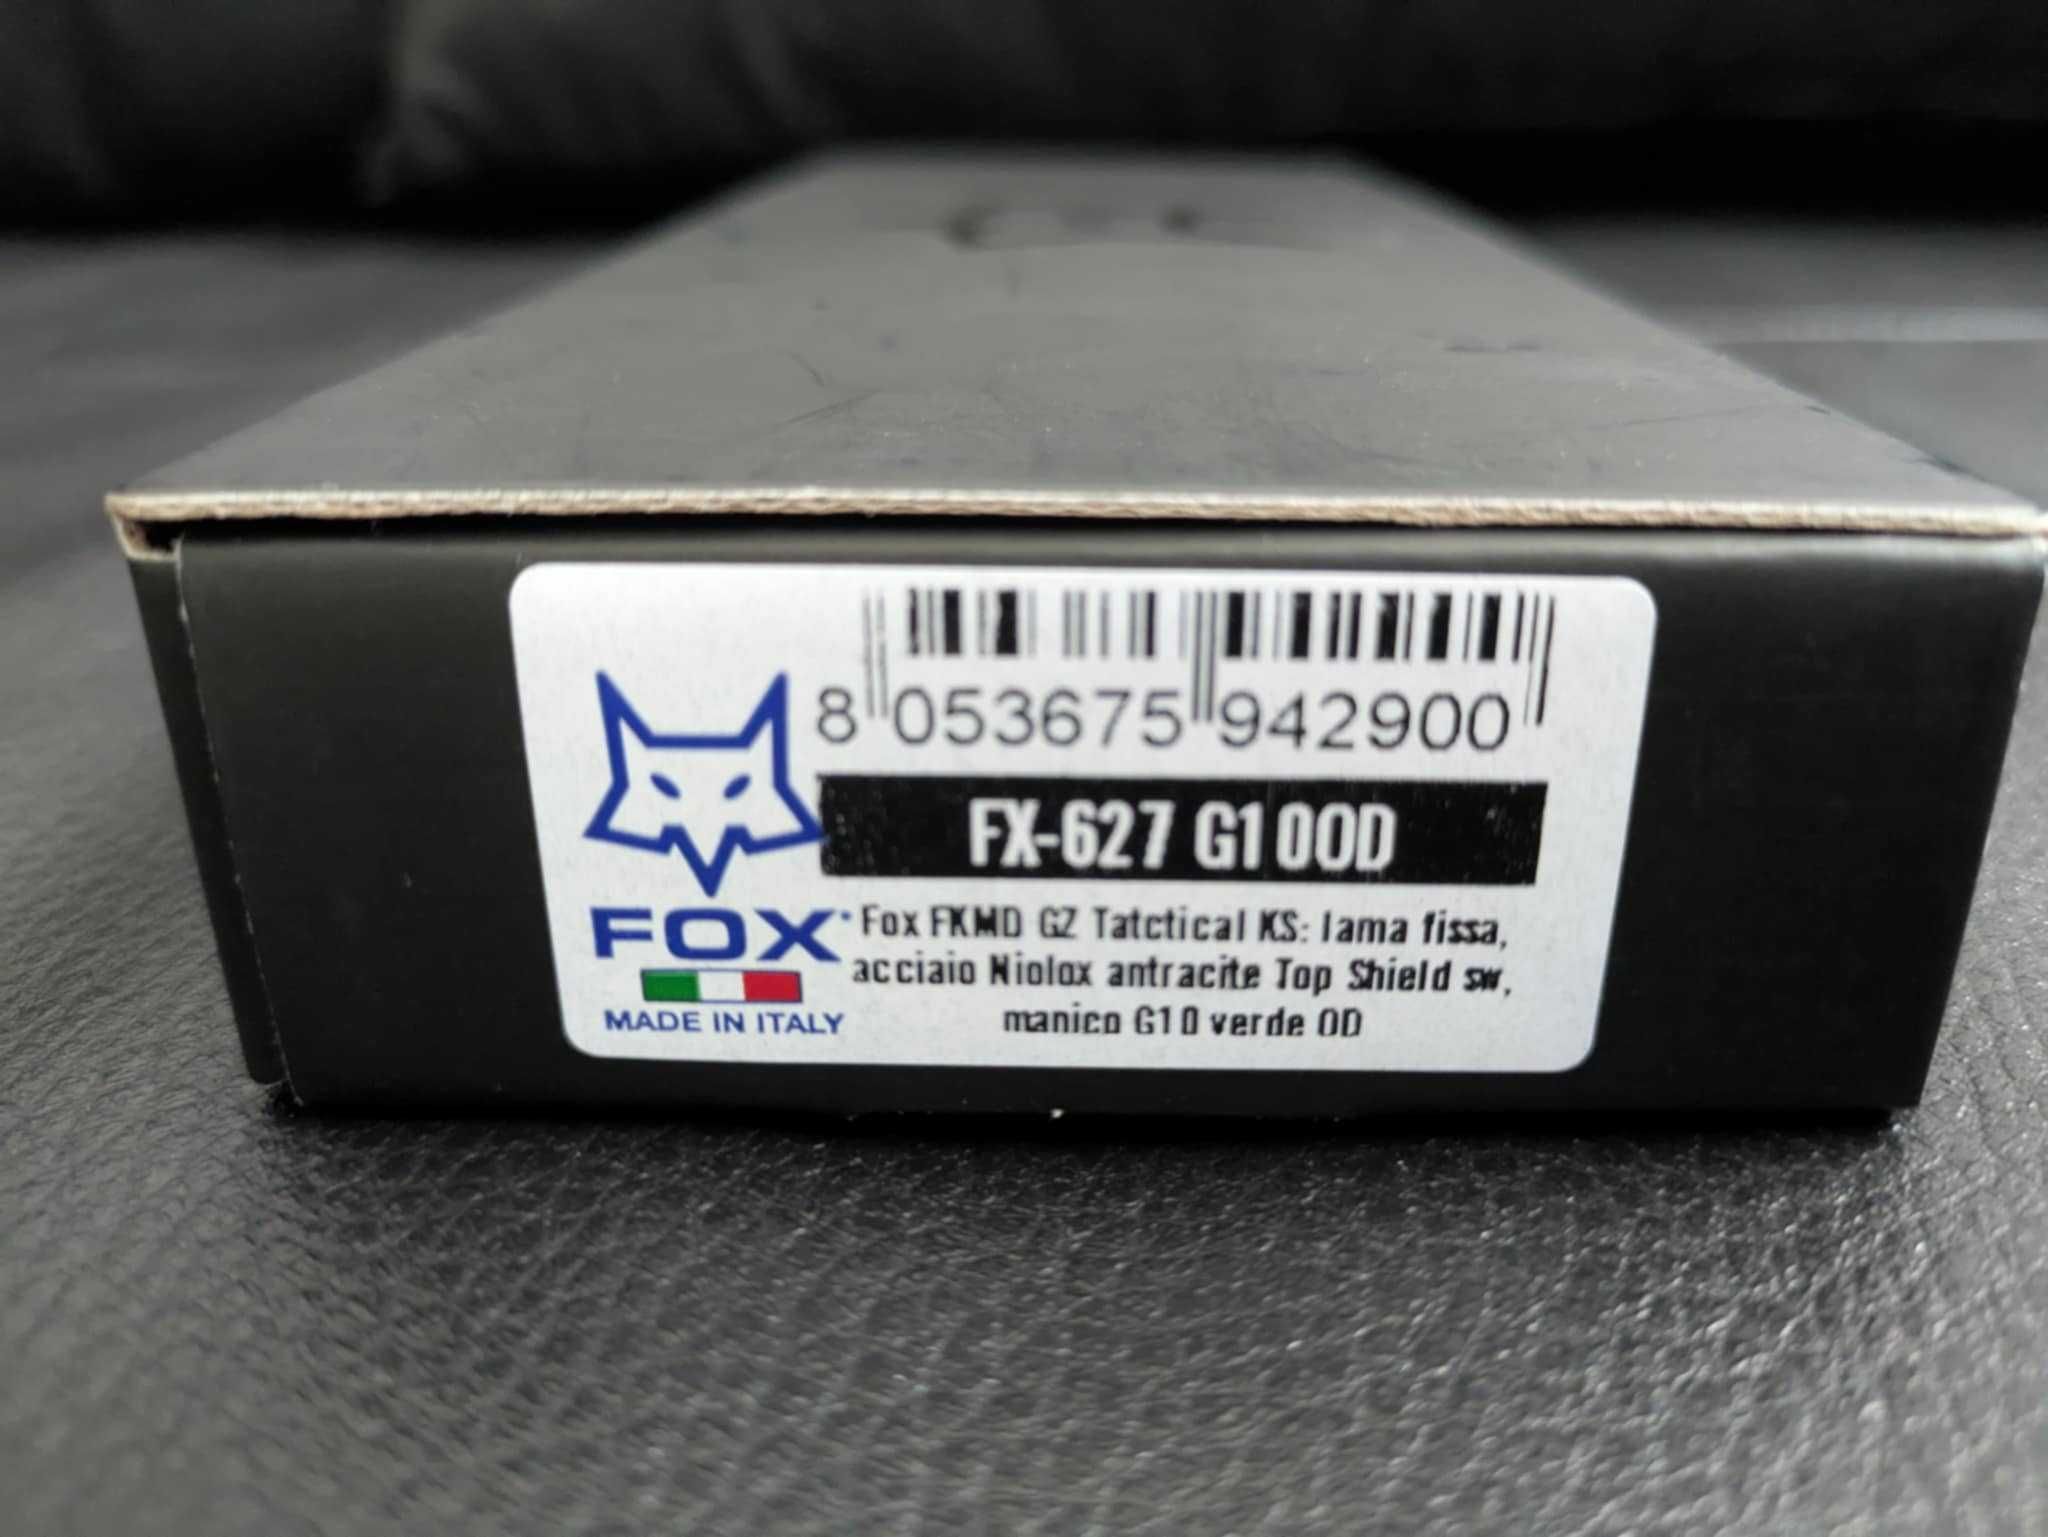 8 053675 942900
FX-627 G10OD
FOX
MADE IN ITALY
Fox FKMD GZ Tatctical KS: lama fissa,
acciaio Niolox antracite Top Shield sw,
manico G10 verde OD